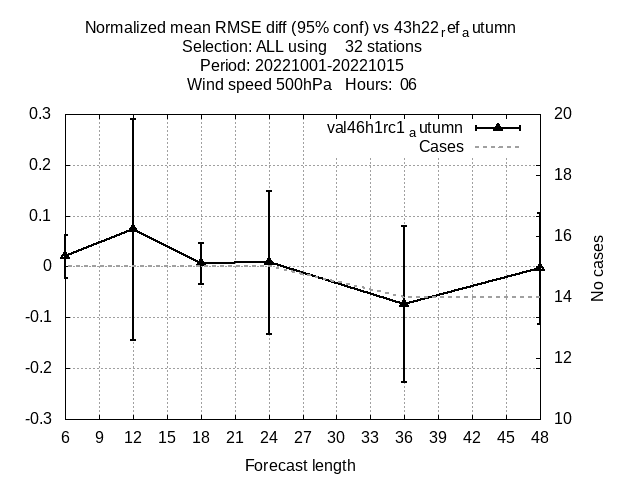 Normalized mean RMSE diff (95% conf) vs 43h22refautumn
Selection: ALL using    32 stations
Period: 20221001-20221015
Wind speed 500hPa   Hours:  06
val46h1rc1autumn
Cases
0.3
0.2
0.1
0
-0.1
-0.2
-0.3
20
18
16
14
12
10
No cases
6 9 12 15 18 21 24 27 30 33 36 39 42 45 48
Forecast length